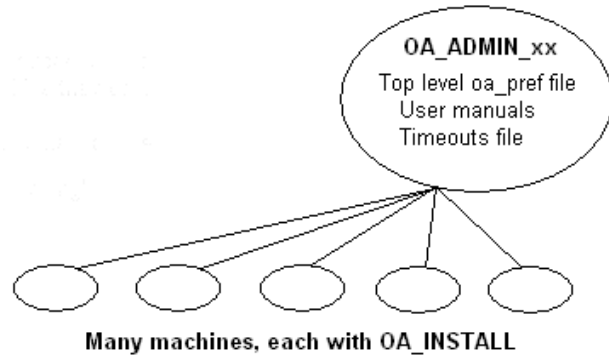 OA_ADMIN_xx
Top level oa_pref file
User manuals
Timeouts file
Many machines, each with OA_INSTALL